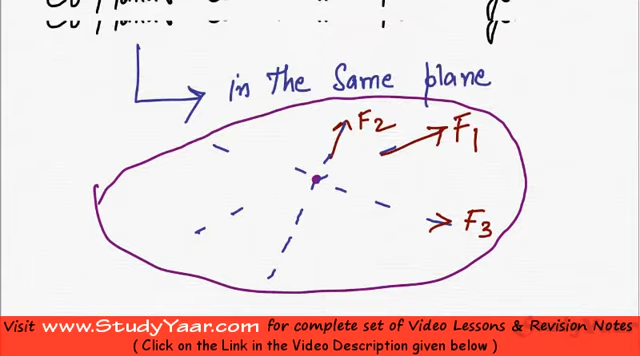 in the Same plane
F2
F1
F3
Visit www.StudyYaar.com for complete set of Video Lessons & Revision Notes
( Click on the Link in the Video Description given below )